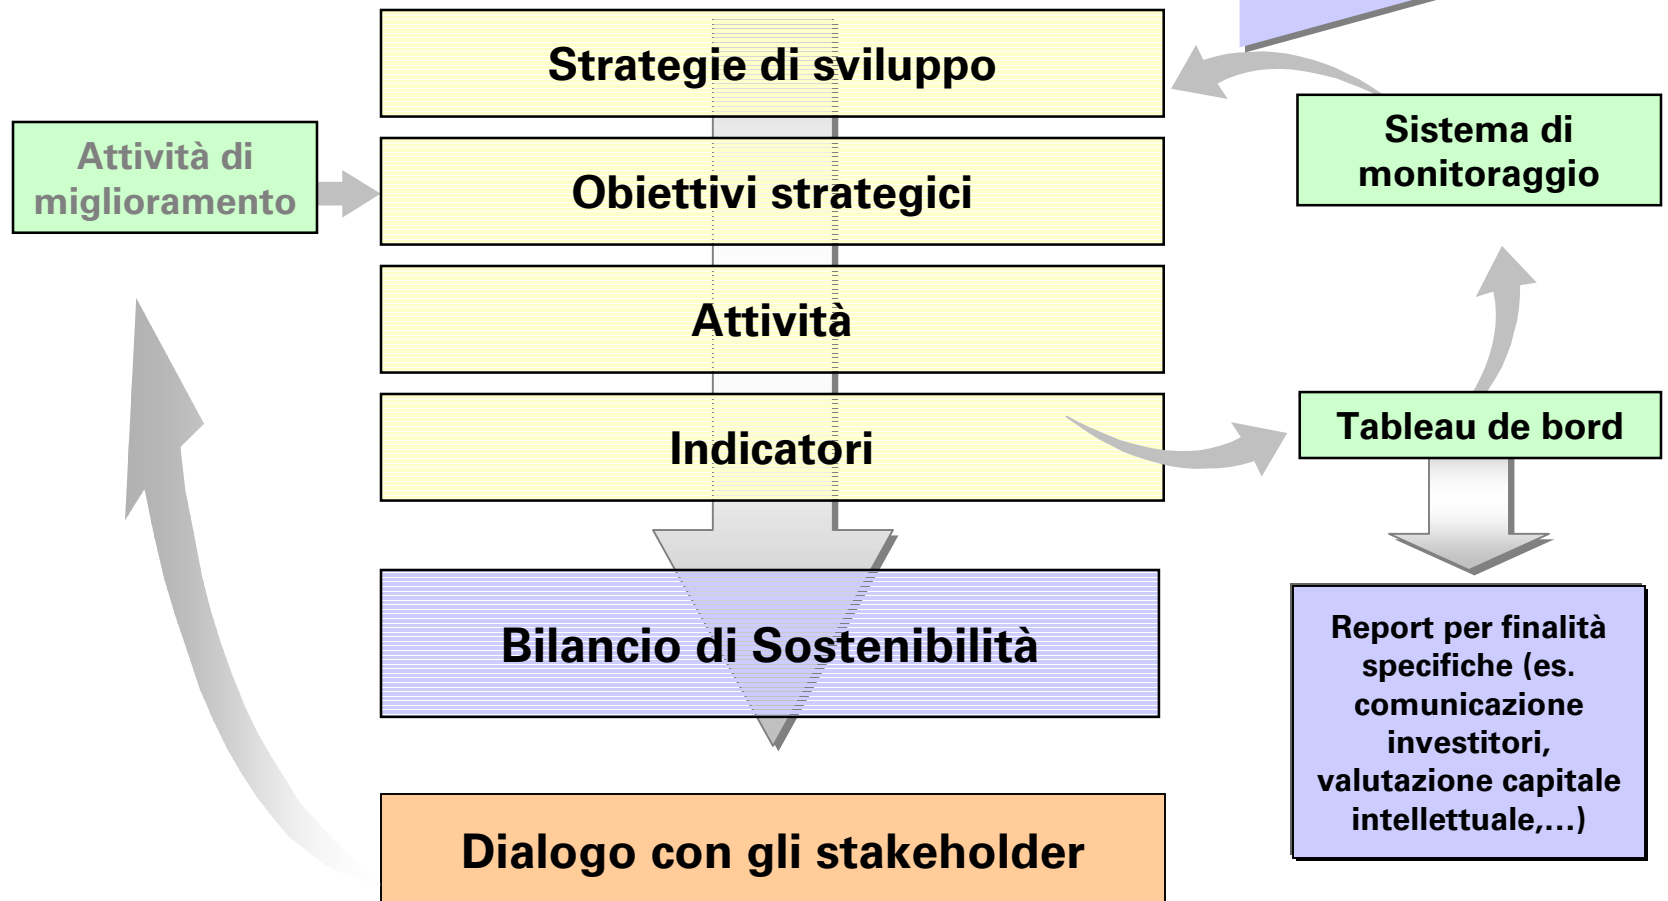 Strategie di sviluppo
Attività di
miglioramento
Obiettivi strategici
Attività
Indicatori
Bilancio di Sostenibilità
Dialogo con gli stakeholder
Sistema di
monitoraggio
Tableau de bord
Report per finalità
specifiche (es.
comunicazione
investitori,
valutazione capitale
intellettuale,...)